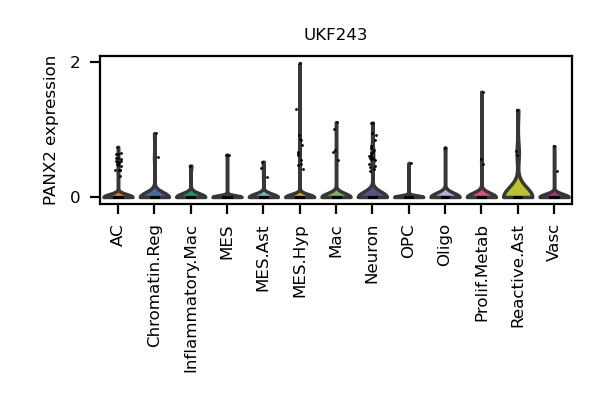 UKF243
PANX2 expression
2
0
AC
Chromatin.Reg
Inflammatory.Mac
MES
MES.Ast
MES.Hyp
Mac
Neuron
OPC
Oligo
Prolif.Metab
Reactive.Ast
Vasc